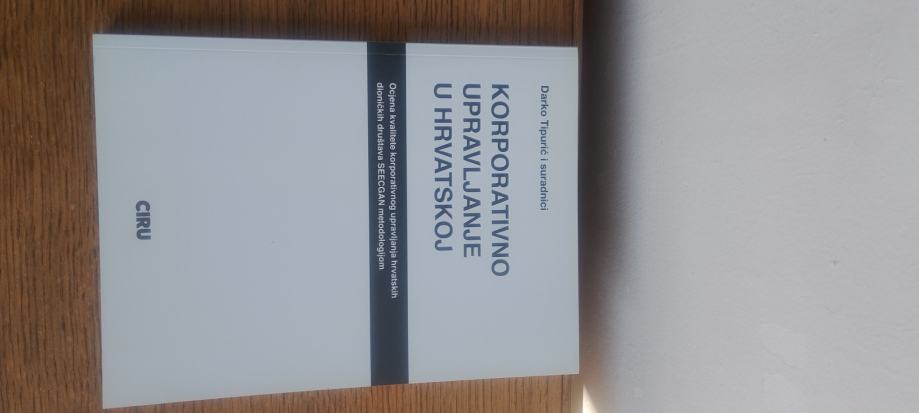 Darko Tipurić i suradnici
KORPORATIVNO
UPRAVLJANJE
U HRVATSKOJ
Ocjena kvalitete korporativnog upravljanja hrvatskih
dioničkih društava SEECGAN metodologijom
CIRU